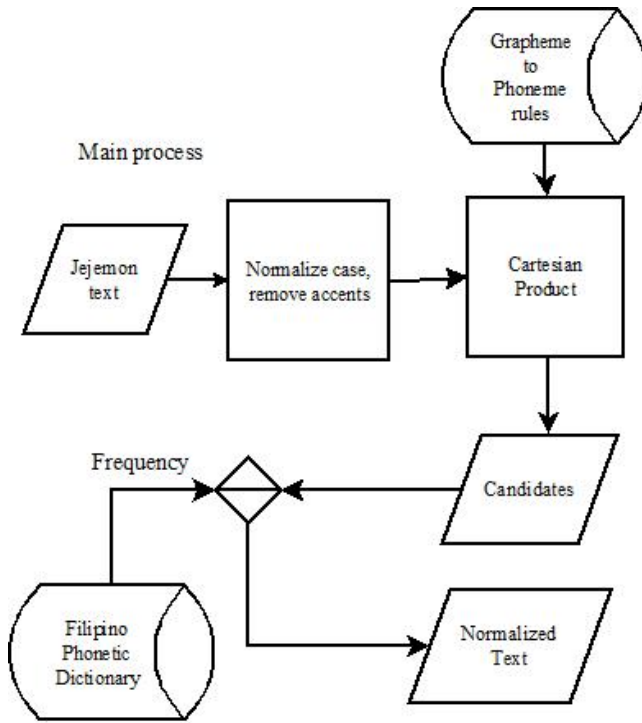 Grapheme
to
Phoneme
rules
Main process
Jejemon
text
Normalize case,
remove accents
Cartesian
Product
Frequency
Candidates
Filipino
Phonetic
Dictionary
Normalized
Text